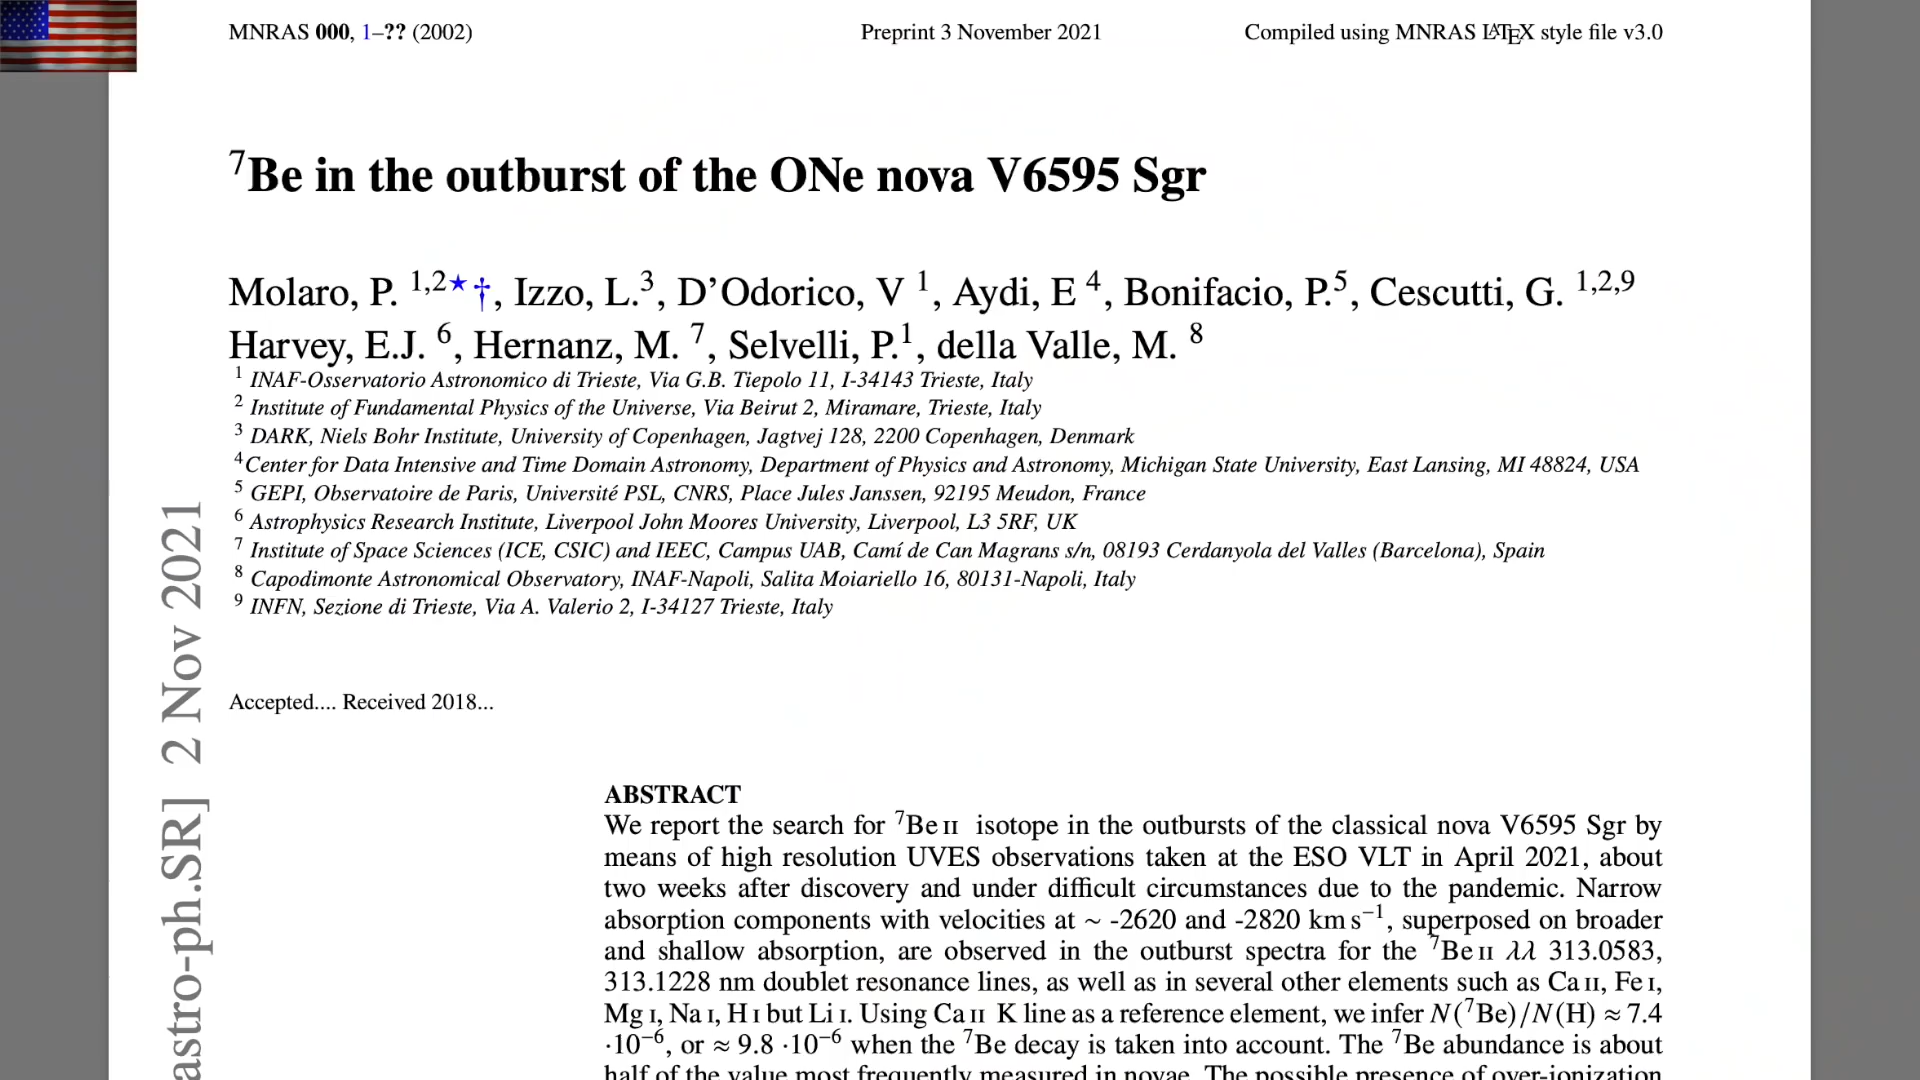 MNRAS 000, 1–?? (2002) Preprint 3 November 2021 Compiled using MNRAS LATEX style file v3.0
⁷Be in the outburst of the ONe nova V6595 Sgr
Molaro, P. ¹,²⋆†, Izzo, L.³, D’Odorico, V ¹, Aydi, E ⁴, Bonifacio, P.⁵, Cescutti, G. ¹,²,⁹
Harvey, E.J. ⁶, Hernanz, M. ⁷, Selvelli, P.¹, della Valle, M. ⁸
¹ INAF-Osservatorio Astronomico di Trieste, Via G.B. Tiepolo 11, I-34143 Trieste, Italy
² Institute of Fundamental Physics of the Universe, Via Beirut 2, Miramare, Trieste, Italy
³ DARK, Niels Bohr Institute, University of Copenhagen, Jagtvej 128, 2200 Copenhagen, Denmark
⁴Center for Data Intensive and Time Domain Astronomy, Department of Physics and Astronomy, Michigan State University, East Lansing, MI 48824, USA
⁵ GEPI, Observatoire de Paris, Université PSL, CNRS, Place Jules Janssen, 92195 Meudon, France
⁶ Astrophysics Research Institute, Liverpool John Moores University, Liverpool, L3 5RF, UK
⁷ Institute of Space Sciences (ICE, CSIC) and IEEC, Campus UAB, Camí de Can Magrans s/n, 08193 Cerdanyola del Valles (Barcelona), Spain
⁸ Capodimonte Astronomical Observatory, INAF-Napoli, Salita Moiariello 16, 80131-Napoli, Italy
⁹ INFN, Sezione di Trieste, Via A. Valerio 2, I-34127 Trieste, Italy
Accepted.... Received 2018...
astro-ph.SR] 2 Nov 2021
ABSTRACT
We report the search for ⁷Be II isotope in the outbursts of the classical nova V6595 Sgr by
means of high resolution UVES observations taken at the ESO VLT in April 2021, about
two weeks after discovery and under difficult circumstances due to the pandemic. Narrow
absorption components with velocities at ∼ -2620 and -2820 km s⁻¹, superposed on broader
and shallow absorption, are observed in the outburst spectra for the ⁷Be II λλ 313.0583,
313.1228 nm doublet resonance lines, as well as in several other elements such as Ca II, Fe I,
Mg I, Na I, H I but Li I. Using Ca II K line as a reference element, we infer N(⁷Be)/N(H) ≈ 7.4
·10⁻⁶, or ≈ 9.8 ·10⁻⁶ when the ⁷Be decay is taken into account. The ⁷Be abundance is about
half of the value most frequently measured in novae. The possible presence of over-ionization